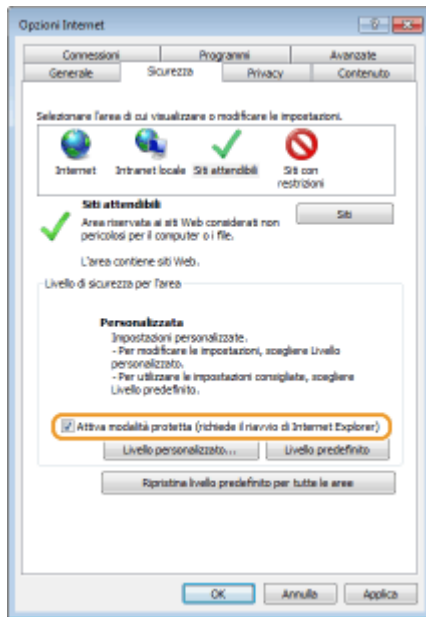 Opzioni Internet
Connessioni Programmi Avanzate
Generale Sicurezza Privacy Contenuto
Selezionare l'area di cui visualizzare o modificare le impostazioni.
Internet Intranet locale Siti attendibili Siti con
restrizioni
Siti attendibili
Siti
Area riservata ai siti Web considerati non
pericolosi per il computer o i file.
L'area contiene siti Web.
Livello di sicurezza per l'area
Personalizzata
Impostazioni personalizzate.
- Per modificare le impostazioni, scegliere Livello
personalizzato.
- Per utilizzare le impostazioni consigliate, scegliere
Livello predefinito.
Attiva modalità protetta (richiede il riavvio di Internet Explorer)
Livello personalizzato... Livello predefinito
Ripristina livello predefinito per tutte le aree
OK Annulla Applica